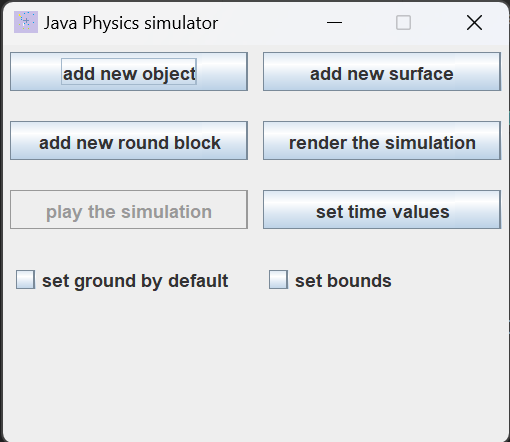 Java Physics simulator
add new object
add new surface
add new round block
render the simulation
play the simulation
set time values
set ground by default
set bounds